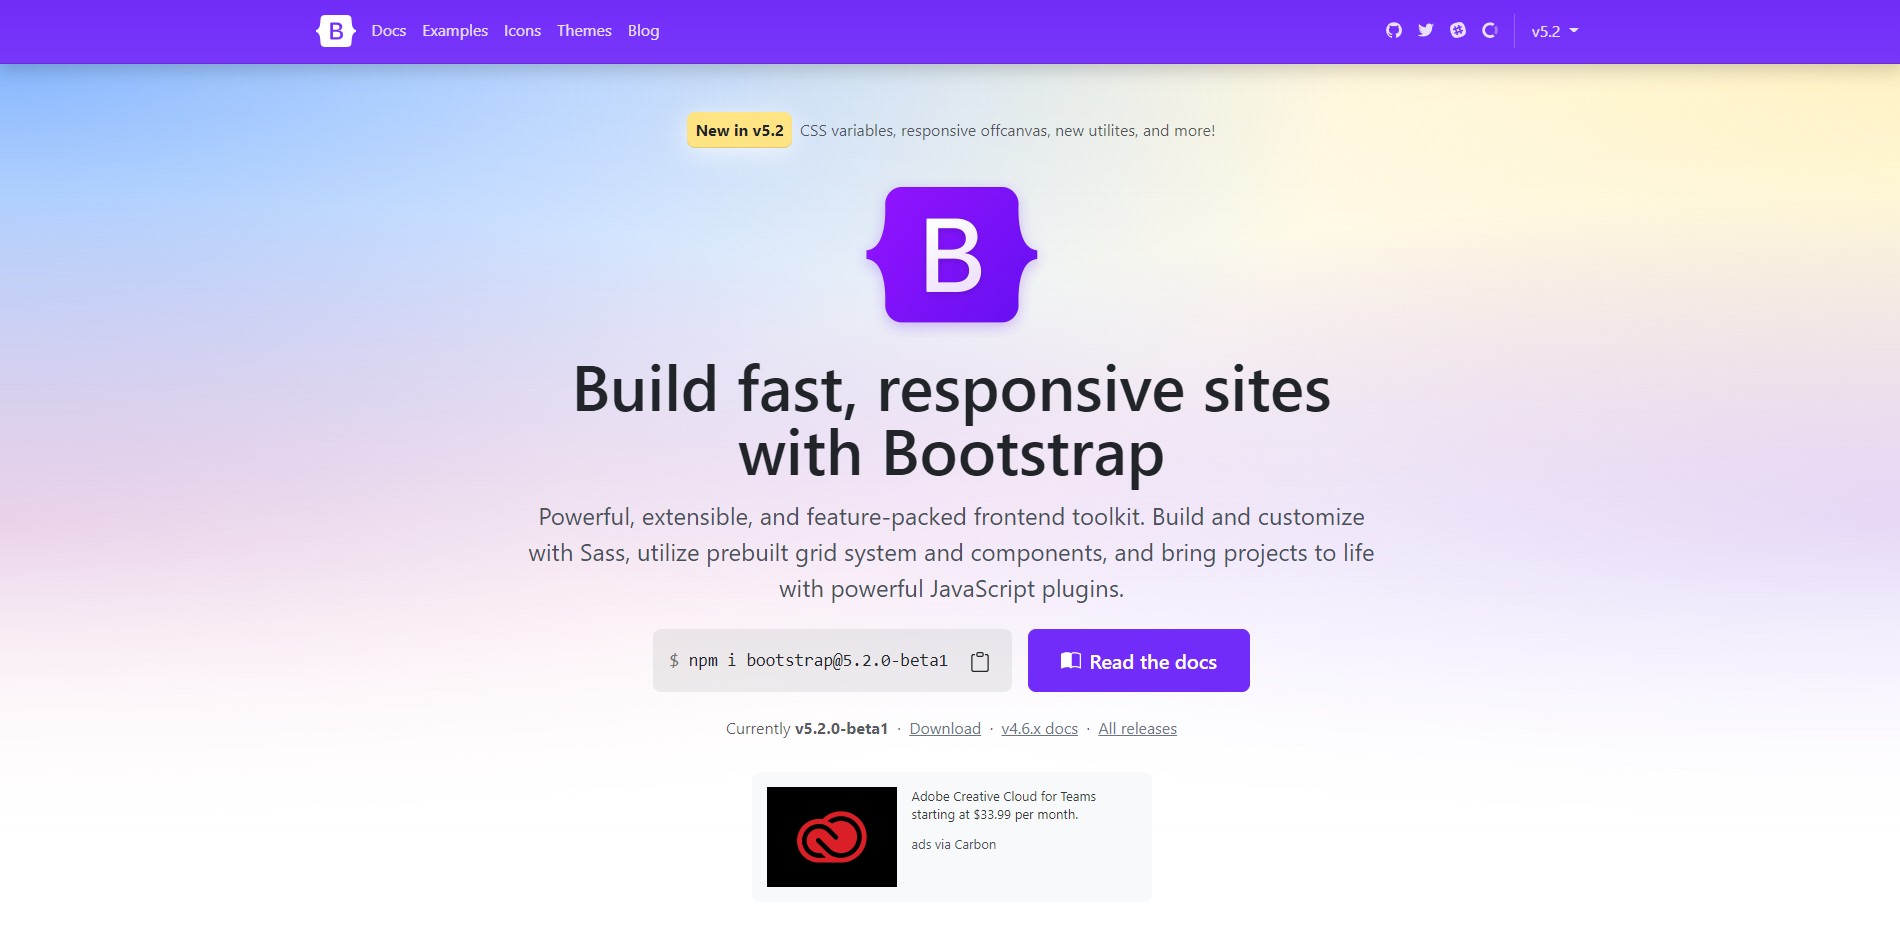 B Docs Examples Icons Themes Blog v5.2
New in v5.2 CSS variables, responsive offcanvas, new utilites, and more!
B
Build fast, responsive sites
with Bootstrap
Powerful, extensible, and feature-packed frontend toolkit. Build and customize
with Sass, utilize prebuilt grid system and components, and bring projects to life
with powerful JavaScript plugins.
$ npm i bootstrap@5.2.0-beta1 Read the docs
Currently v5.2.0-beta1 · Download · v4.6.x docs · All releases
Adobe Creative Cloud for Teams
starting at $33.99 per month.
ads via Carbon